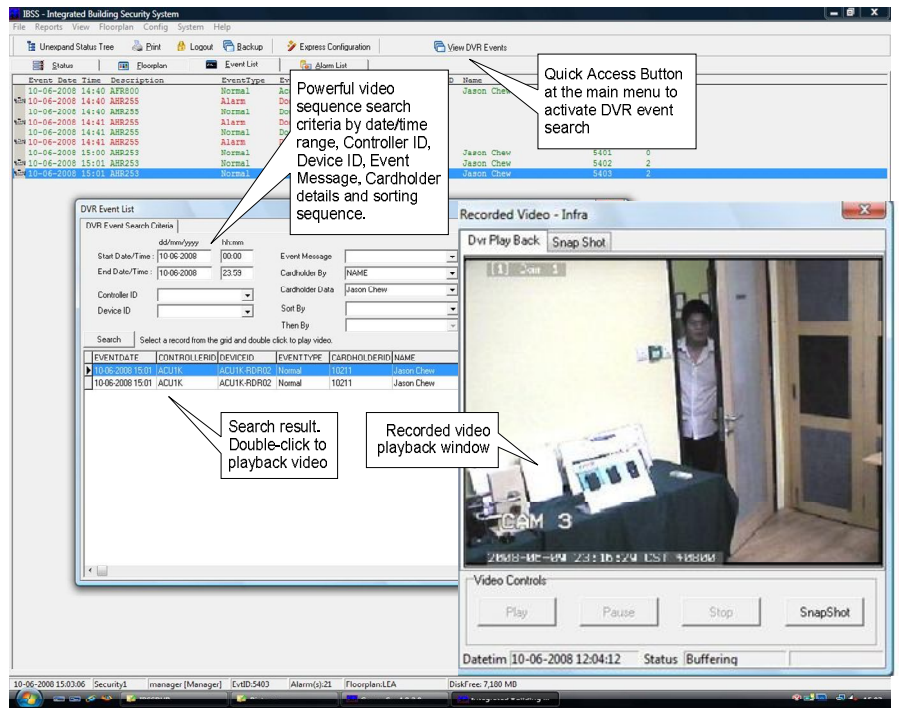 IBSS - Integrated Building Security System
File Reports View Floorplan Config System Help
Unexpand Status Tree Print Logout Backup Express Configuration View DVR Events
Status Floorplan Event List Alarm List
Event Date Time Description EventType Name
10-06-2008 14:40 AFR800 Normal Jason Chew
10-06-2008 14:40 AHR255 Alarm
10-06-2008 14:40 AHR255 Normal
10-06-2008 14:41 AHR255 Alarm
10-06-2008 14:41 AHR255 Normal
10-06-2008 14:41 AHR255 Alarm
10-06-2008 15:00 AHR253 Normal Jason Chew 5401 0
10-06-2008 15:01 AHR253 Normal Jason Chew 5402 2
10-06-2008 15:01 AHR253 Normal Jason Chew 5403 2
Powerful video
sequence search
criteria by date/time
range, Controller ID,
Device ID, Event
Message, Cardholder
details and sorting
sequence.
Quick Access Button
at the main menu to
activate DVR event
search
DVR Event List
DVR Event Search Criteria
dd/mm/yyyy hh:mm
Start Date/Time : 10-06-2008 00:00 Event Message
End Date/Time : 10-06-2008 23:59 Cardholder By NAME
Controller ID Cardholder Data Jason Chew
Device ID Sort By
Then By
Search Select a record from the grid and double click to play video.
EVENTDATE CONTROLLERID DEVICEID EVENTTYPE CARDHOLDERID NAME
10-06-2008 15:01 ACU1K ACU1K-RDR02 Normal 10211 Jason Chew
10-06-2008 15:01 ACU1K ACU1K-RDR02 Normal 10211 Jason Chew
Search result.
Double-click to
playback video
Recorded video
playback window
Recorded Video - Infra
Dvr Play Back Snap Shot
CAM 3
Video Controls
Play Pause Stop SnapShot
Datetim 10-06-2008 12:04:12 Status Buffering
10-06-2008 15:03:06 Security1 manager [Manager] EvtID:5403 Alarm(s):21 Floorplan:LEA DiskFree: 7,180 MB